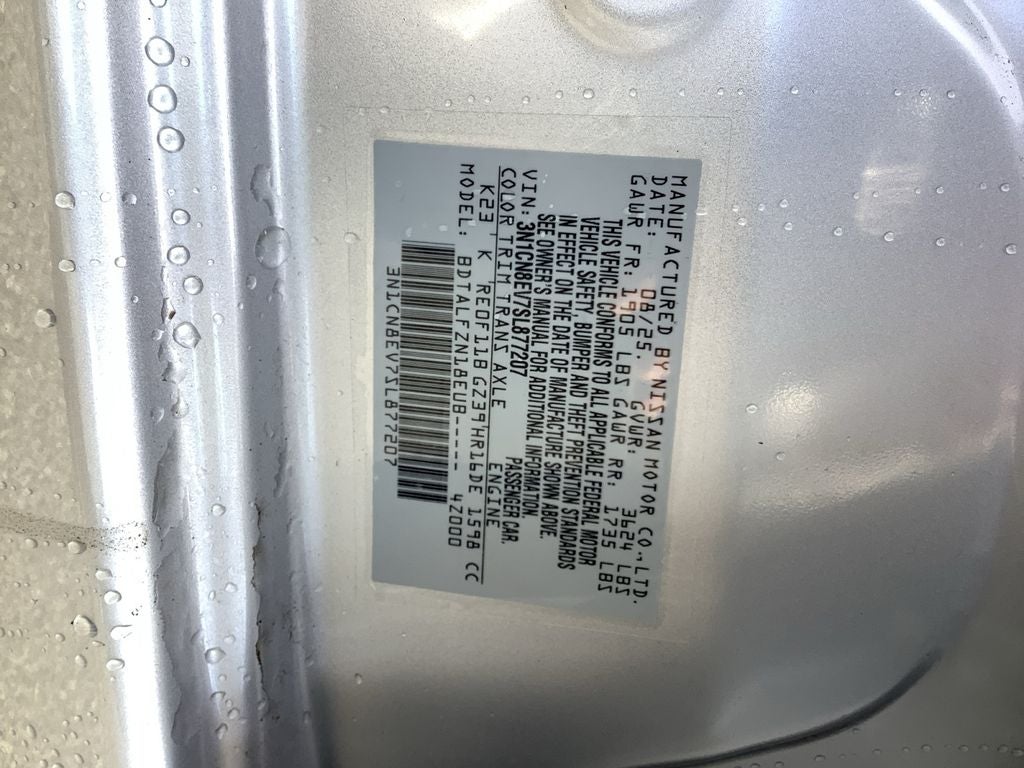 MANUFACTURED BY NISSAN MOTOR CO.,LTD.
DATE: 08/25. GVWR: 3624 LBS
GAWR FR: 1905 LBS GAWR RR: 1735 LBS
THIS VEHICLE CONFORMS TO ALL APPLICABLE FEDERAL MOTOR
VEHICLE SAFETY, BUMPER AND THEFT PREVENTION STANDARDS
IN EFFECT ON THE DATE OF MANUFACTURE SHOWN ABOVE.
SEE OWNER'S MANUAL FOR ADDITIONAL INFORMATION.
VIN: 3N1CN8EV7SL877207 PASSENGER CAR.
COLOR TRIM TRANS AXLE ENGINE
K23 K RE0F11B GZ39 HR16DE 1598 CC
MODEL: BDTALFZN18EUB----- 4Z000
3N1CN8EV7SL877207